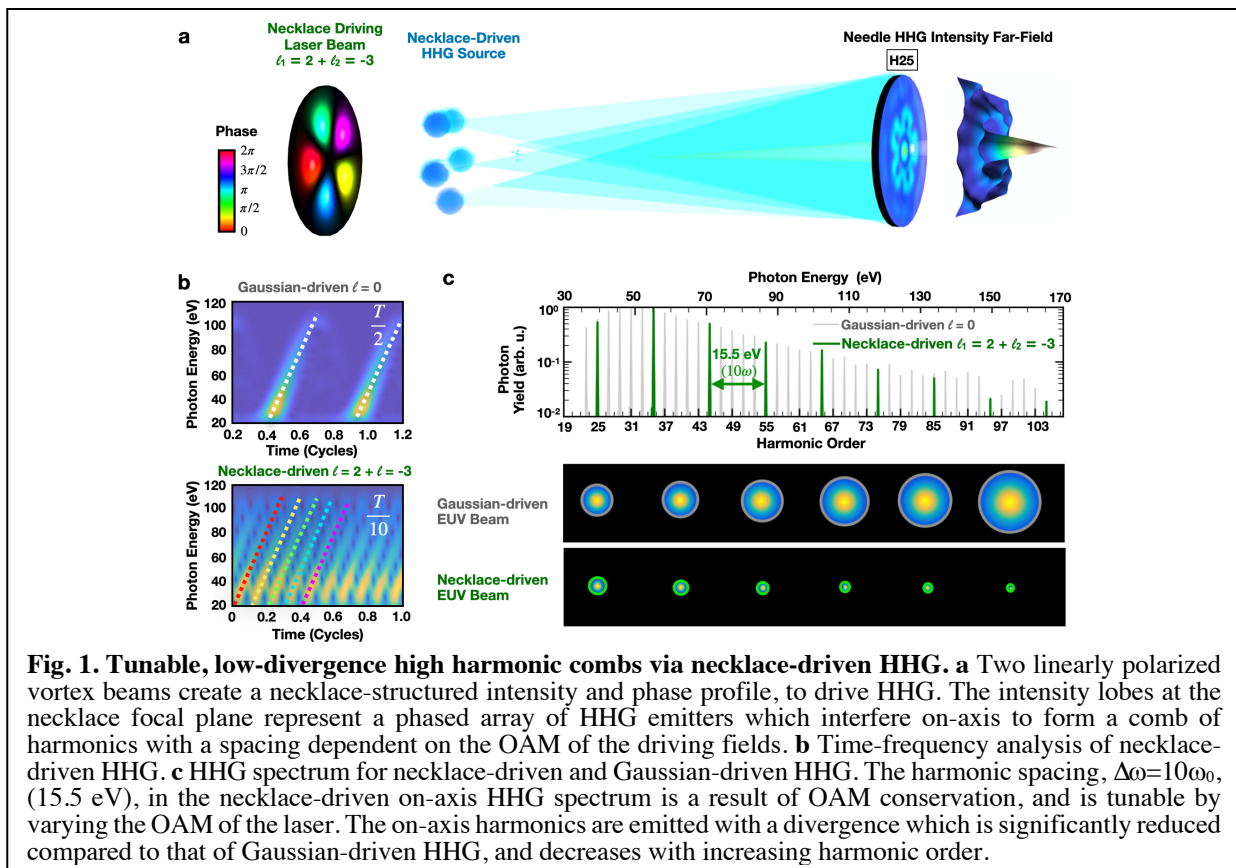 a
Necklace Driving
Laser Beam
ℓ₁ = 2 + ℓ₂ = -3
Necklace-Driven
HHG Source
Needle HHG Intensity Far-Field
H25
Phase
2π
3π/2
π
π/2
0
b
Gaussian-driven ℓ = 0
Photon Energy (eV)
120
100
80
60
40
20
T/2
0.2 0.4 0.6 0.8 1.0 1.2
Time (Cycles)
Necklace-driven ℓ = 2 + ℓ = -3
Photon Energy (eV)
120
100
80
60
40
20
T/10
0 0.2 0.4 0.6 0.8 1.0
Time (Cycles)
c
Photon Energy (eV)
30 50 70 90 110 130 150 170
Photon
Yield (arb. u.)
10⁰
10⁻¹
10⁻²
Gaussian-driven ℓ = 0
Necklace-driven ℓ₁ = 2 + ℓ₂ = -3
15.5 eV
(10ω)
19 25 31 37 43 49 55 61 67 73 79 85 91 97 103
Harmonic Order
Gaussian-driven
EUV Beam
Necklace-driven
EUV Beam
Fig. 1. Tunable, low-divergence high harmonic combs via necklace-driven HHG. a Two linearly polarized
vortex beams create a necklace-structured intensity and phase profile, to drive HHG. The intensity lobes at the
necklace focal plane represent a phased array of HHG emitters which interfere on-axis to form a comb of
harmonics with a spacing dependent on the OAM of the driving fields. b Time-frequency analysis of necklace-
driven HHG. c HHG spectrum for necklace-driven and Gaussian-driven HHG. The harmonic spacing, Δω=10ω₀,
(15.5 eV), in the necklace-driven on-axis HHG spectrum is a result of OAM conservation, and is tunable by
varying the OAM of the laser. The on-axis harmonics are emitted with a divergence which is significantly reduced
compared to that of Gaussian-driven HHG, and decreases with increasing harmonic order.